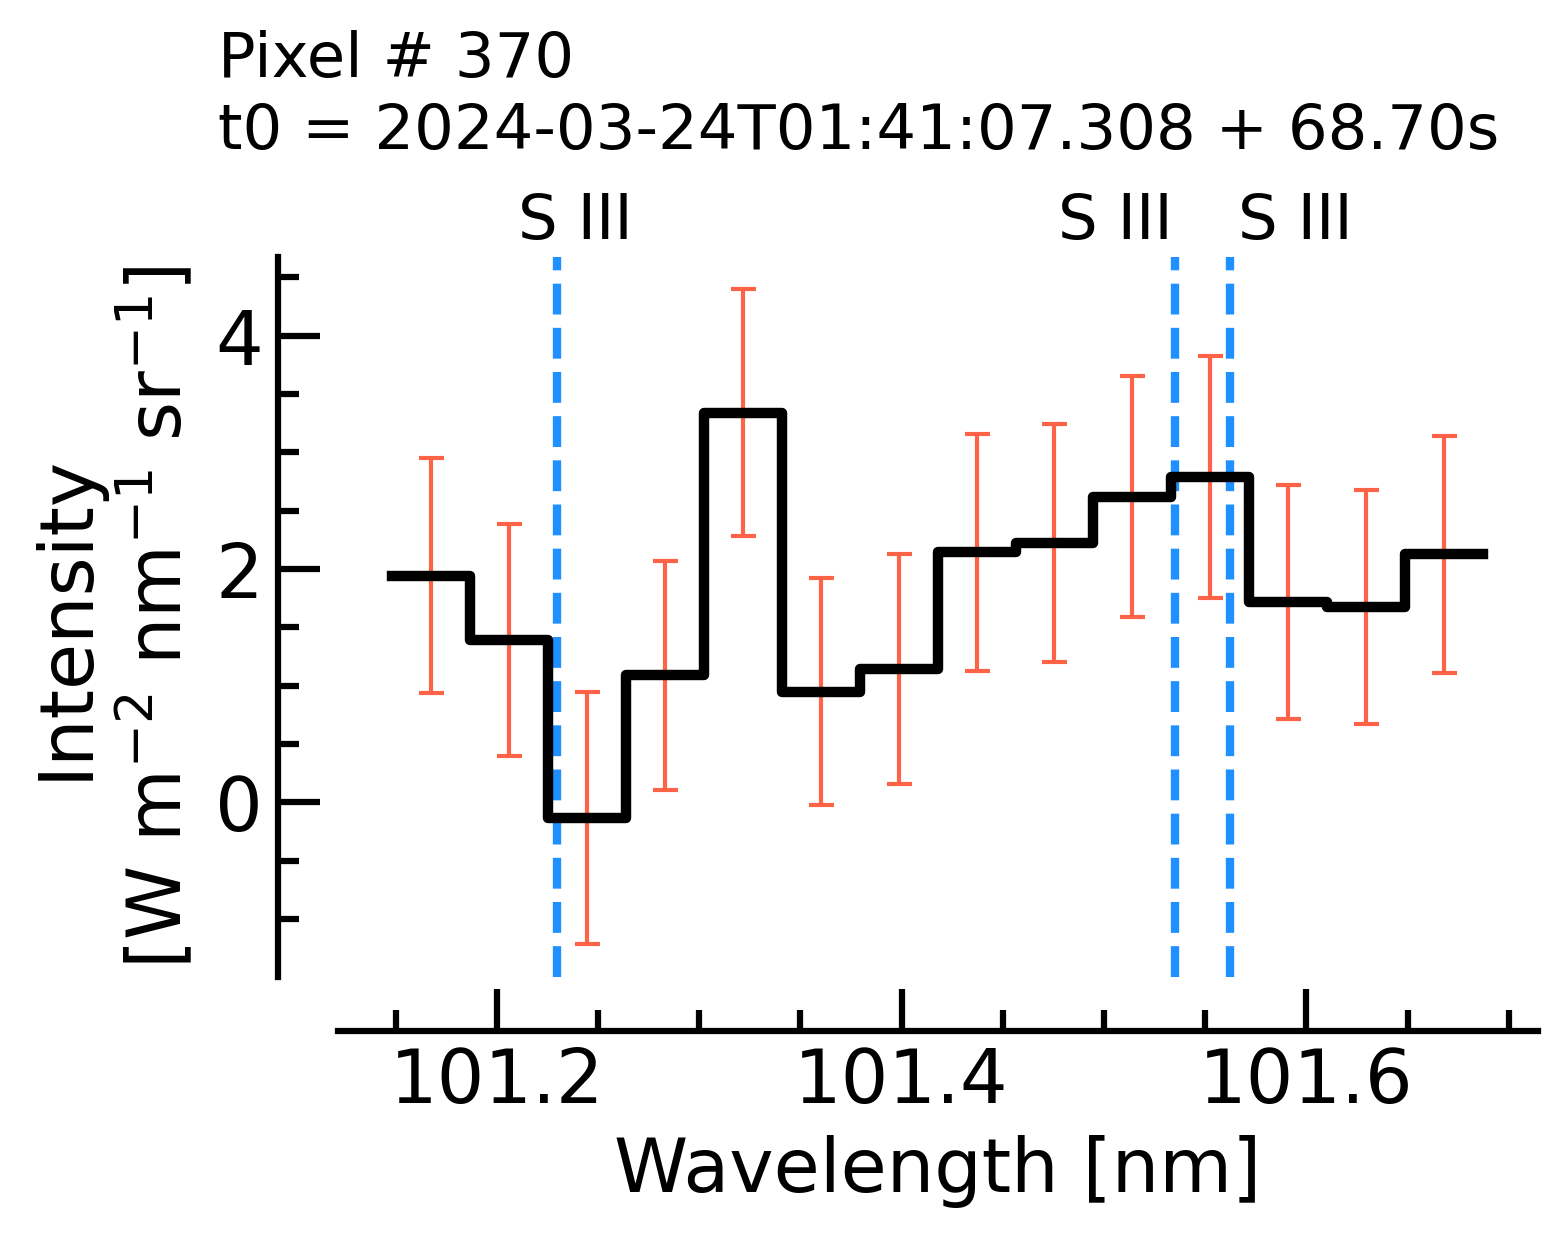 Pixel # 370
t0 = 2024-03-24T01:41:07.308 + 68.70s
S III S III S III
Intensity
[W m⁻² nm⁻¹ sr⁻¹]
4
2
0
101.2 101.4 101.6
Wavelength [nm]